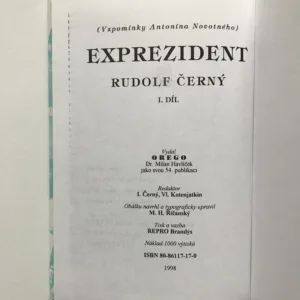 (Vzpomínky Antonína Novotného)
EXPREZIDENT
RUDOLF ČERNÝ
I. DÍL
Vydal
OREGO
Dr. Milan Havlíček
jako svou 54. publikaci
Redaktor
I. Černý, Vl. Kotenjatkin
Obálku navrhl a typograficky upravil
M. H. Říčanský
Tisk a vazba
REPRO Brandýs
Náklad 1000 výtisků
ISBN 80-86117-17-0
1998